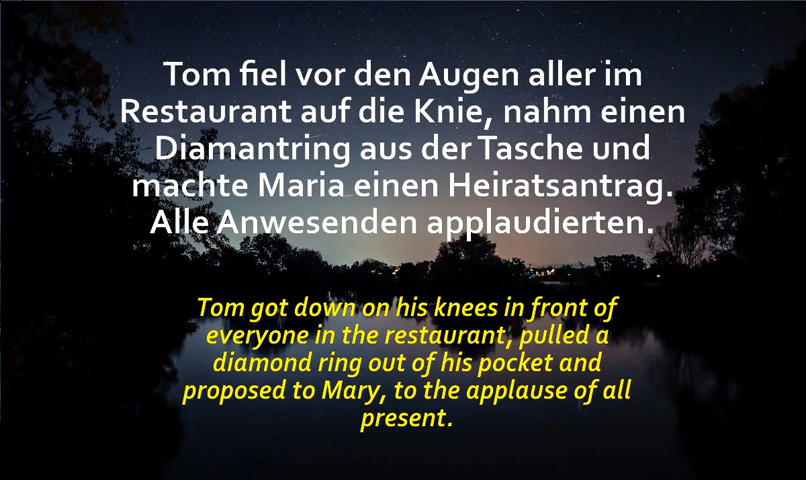 Tom fiel vor den Augen aller im
Restaurant auf die Knie, nahm einen
Diamantring aus der Tasche und
machte Maria einen Heiratsantrag.
Alle Anwesenden applaudierten.
Tom got down on his knees in front of
everyone in the restaurant, pulled a
diamond ring out of his pocket and
proposed to Mary, to the applause of all
present.